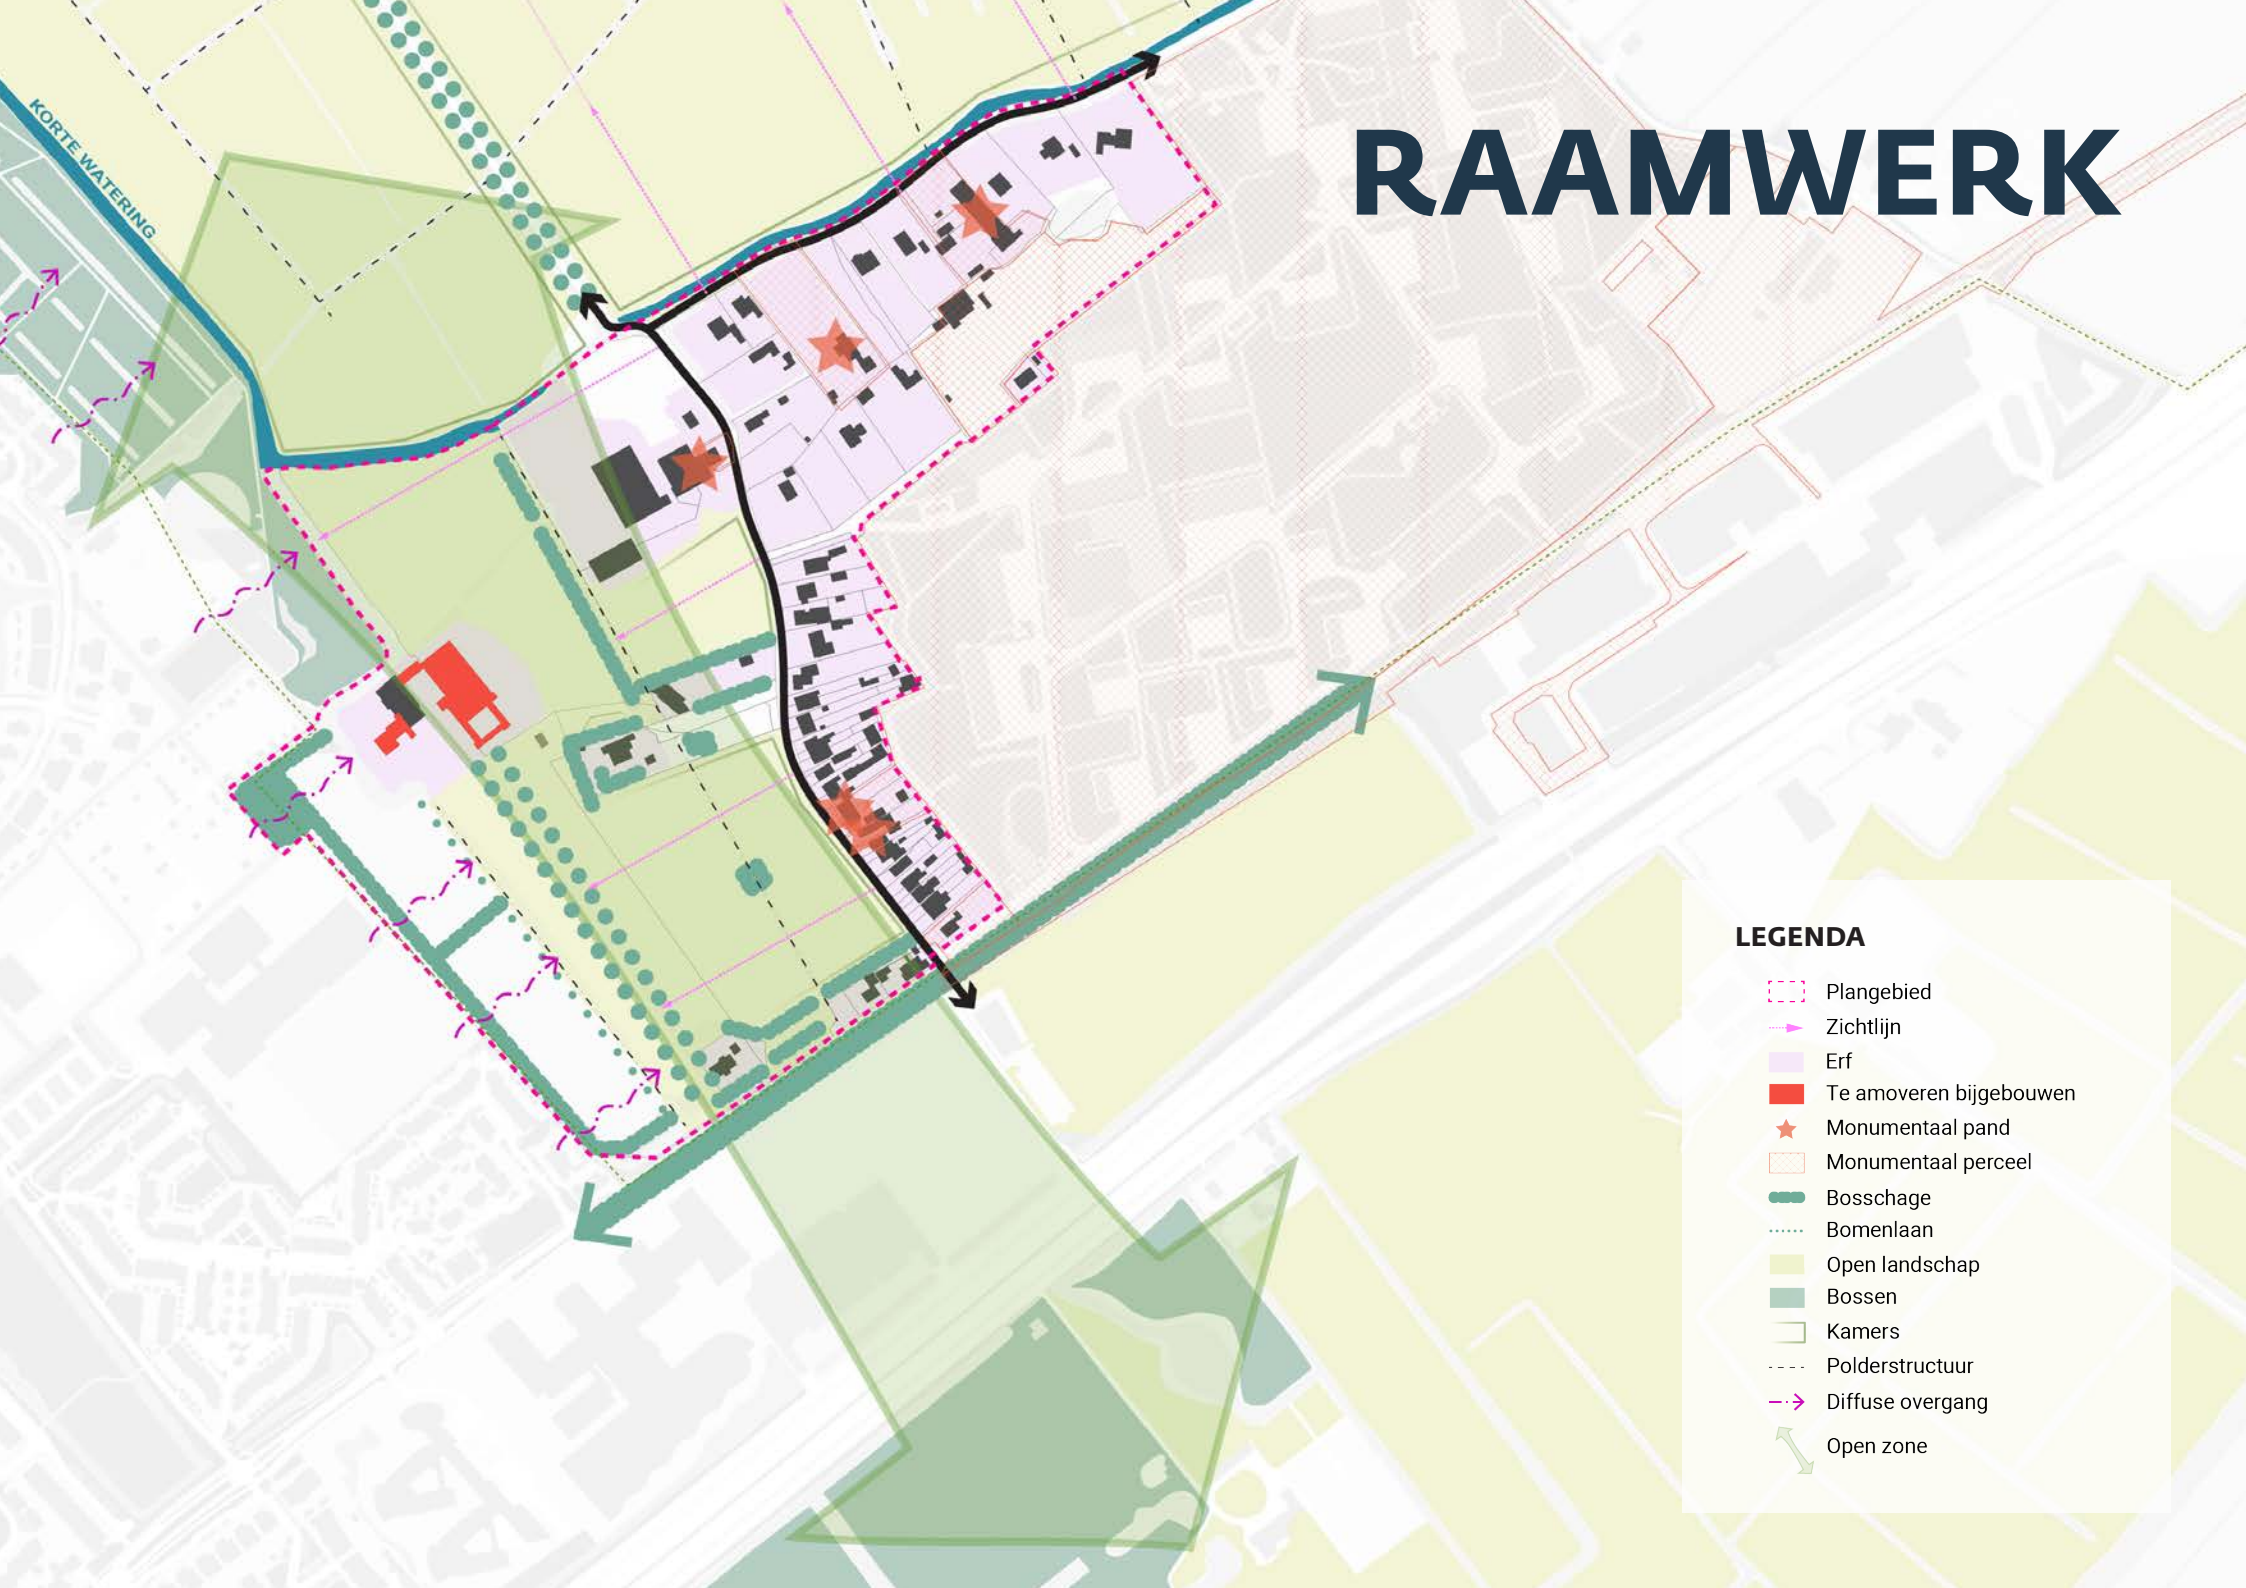 KORTE WATERING
RAAMWERK
LEGENDA
Plangebied
Zichtlijn
Erf
Te amoveren bijgebouwen
Monumentaal pand
Monumentaal perceel
Bosschage
Bomenlaan
Open landschap
Bossen
Kamers
Polderstructuur
Diffuse overgang
Open zone